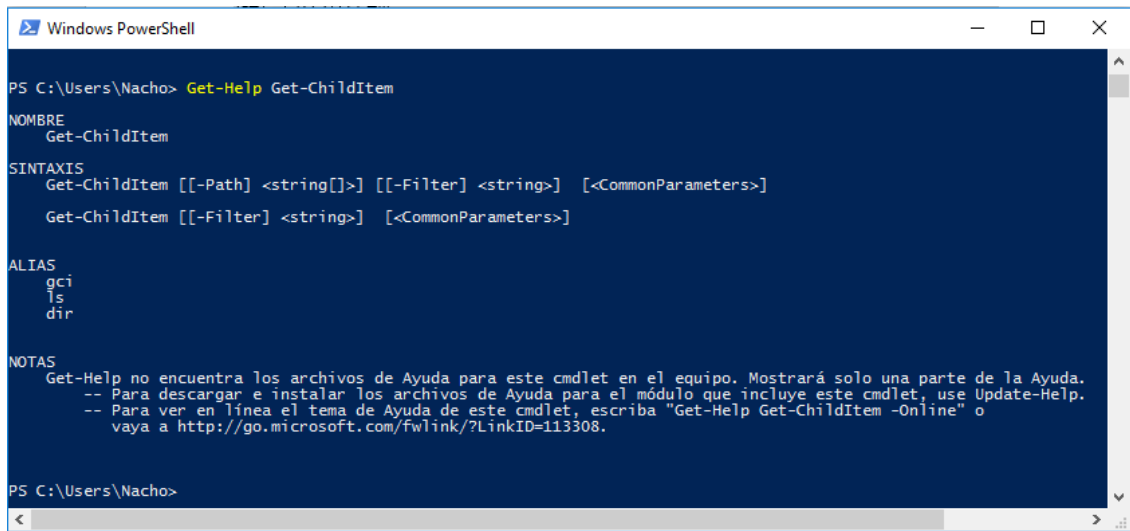 Windows PowerShell
PS C:\Users\Nacho> Get-Help Get-ChildItem
NOMBRE
Get-ChildItem
SINTAXIS
Get-ChildItem [[-Path] <string[]>] [[-Filter] <string>]  [<CommonParameters>]
Get-ChildItem [[-Filter] <string>]  [<CommonParameters>]
ALIAS
gci
ls
dir
NOTAS
Get-Help no encuentra los archivos de Ayuda para este cmdlet en el equipo. Mostrará solo una parte de la Ayuda.
-- Para descargar e instalar los archivos de Ayuda para el módulo que incluye este cmdlet, use Update-Help.
-- Para ver en línea el tema de Ayuda de este cmdlet, escriba "Get-Help Get-ChildItem -Online" o
vaya a http://go.microsoft.com/fwlink/?LinkID=113308.
PS C:\Users\Nacho>